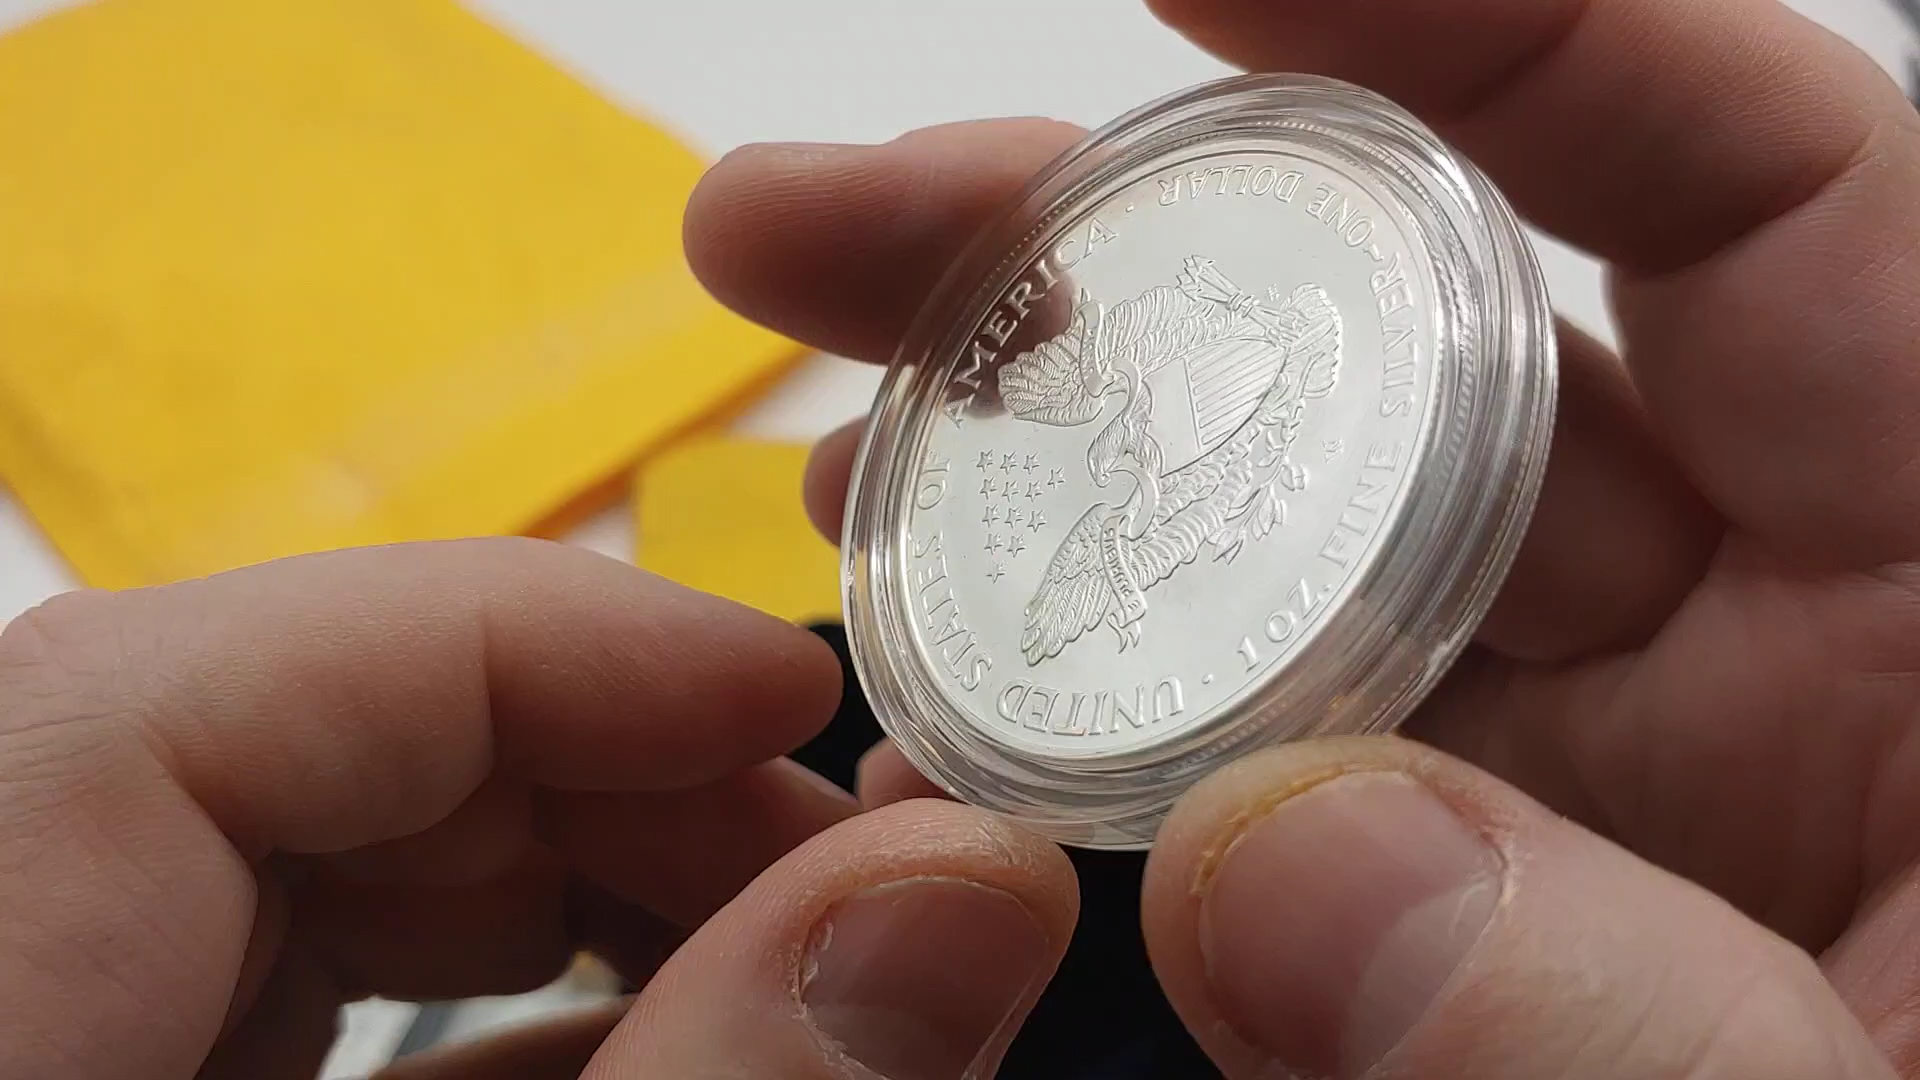 UNITED STATES OF AMERICA
· 1 OZ. FINE SILVER~ONE DOLLAR ·